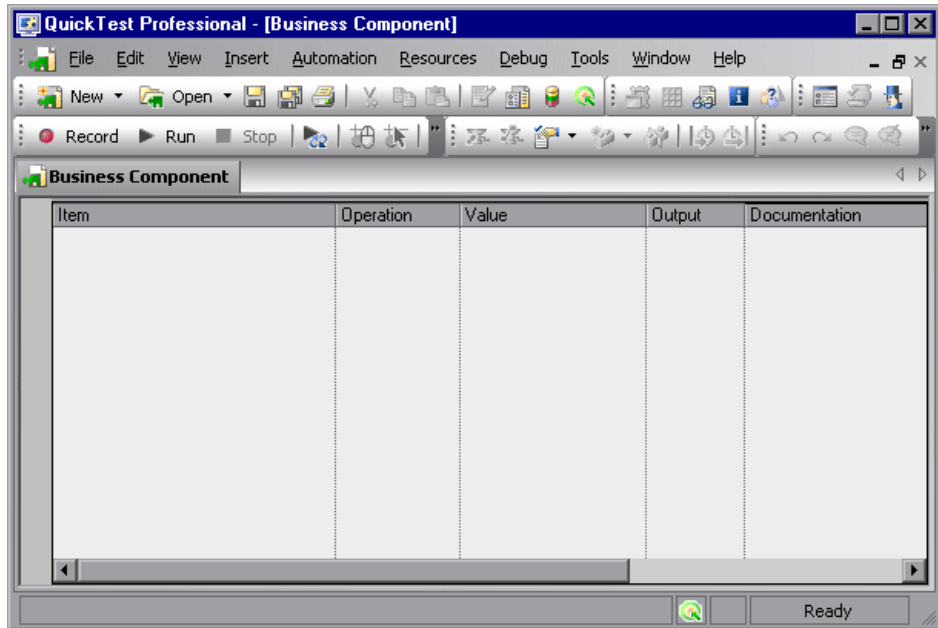 QuickTest Professional - [Business Component]
File Edit View Insert Automation Resources Debug Tools Window Help
New Open
Record Run Stop
Business Component
Item Operation Value Output Documentation
Ready